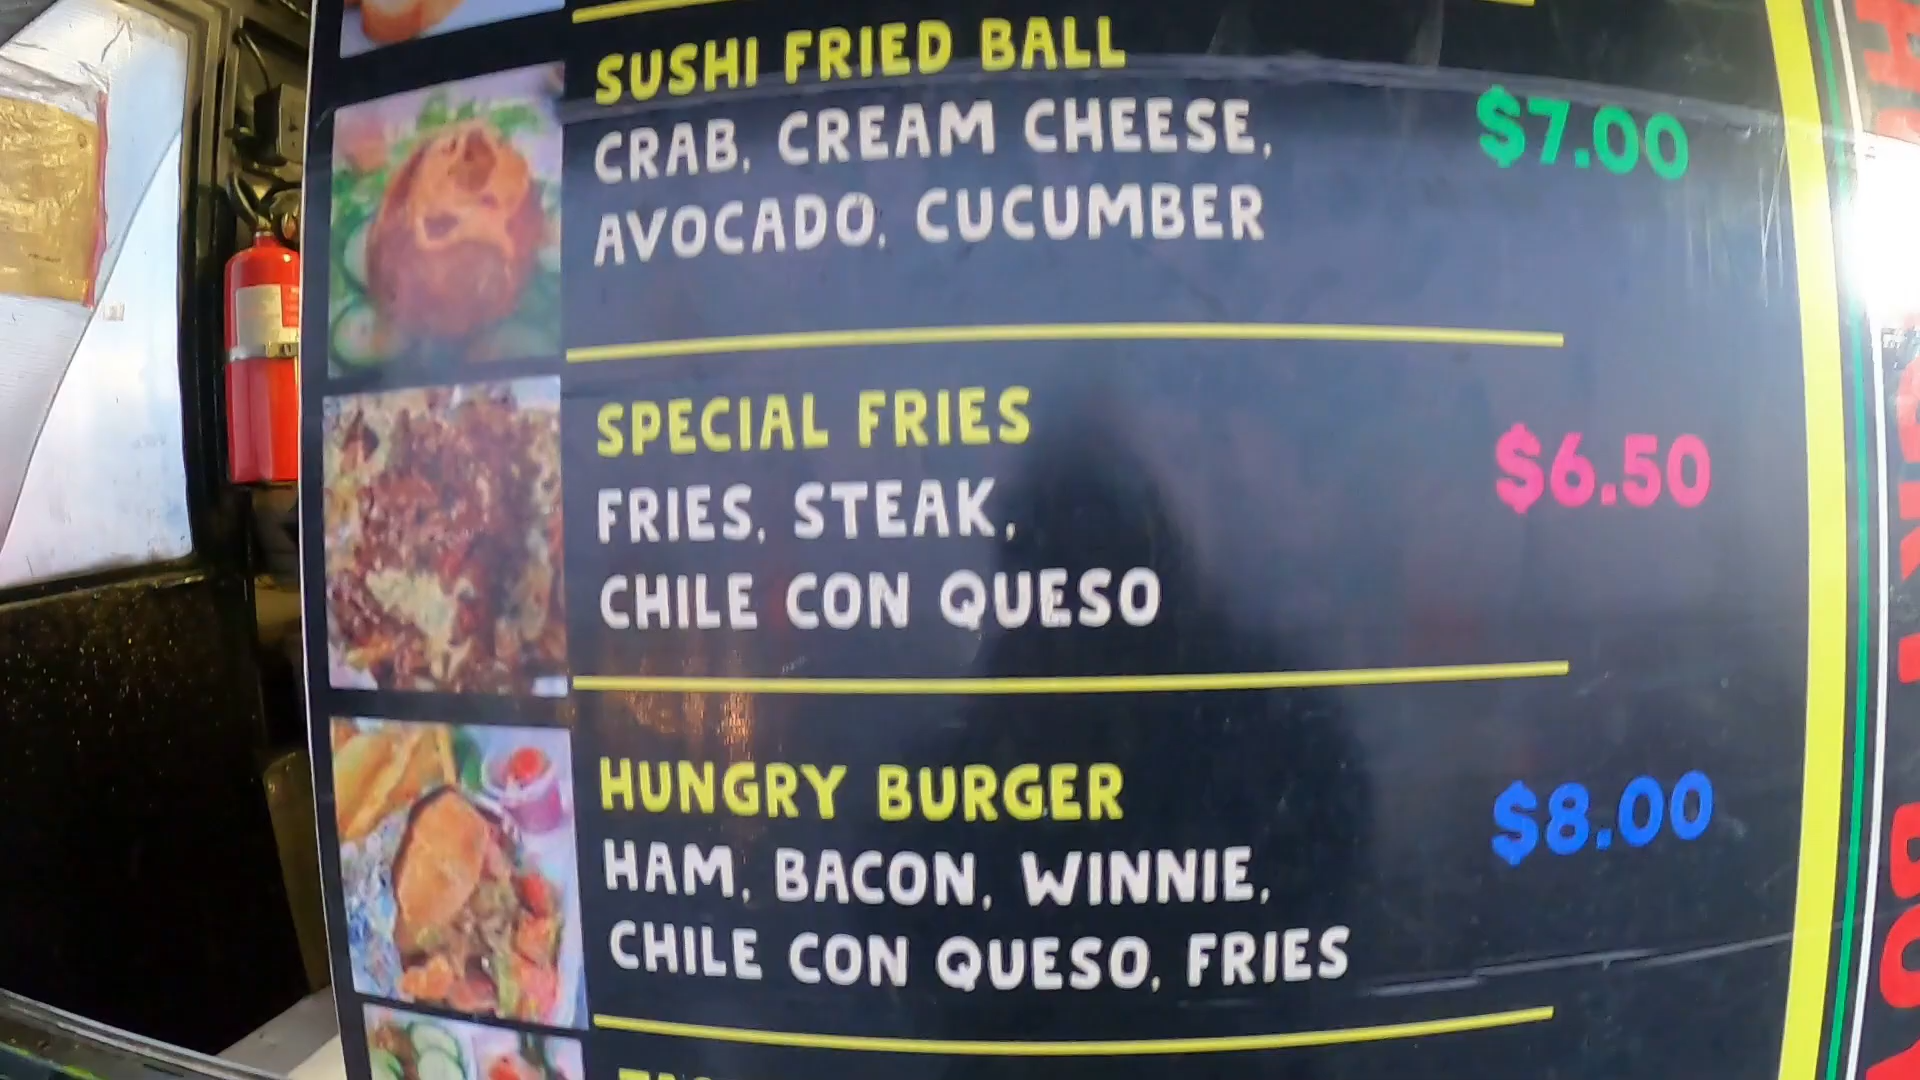 SUSHI FRIED BALL
CRAB, CREAM CHEESE,
AVOCADO, CUCUMBER
$7.00
SPECIAL FRIES
FRIES, STEAK,
CHILE CON QUESO
$6.50
HUNGRY BURGER
HAM, BACON, WINNIE,
CHILE CON QUESO, FRIES
$8.00